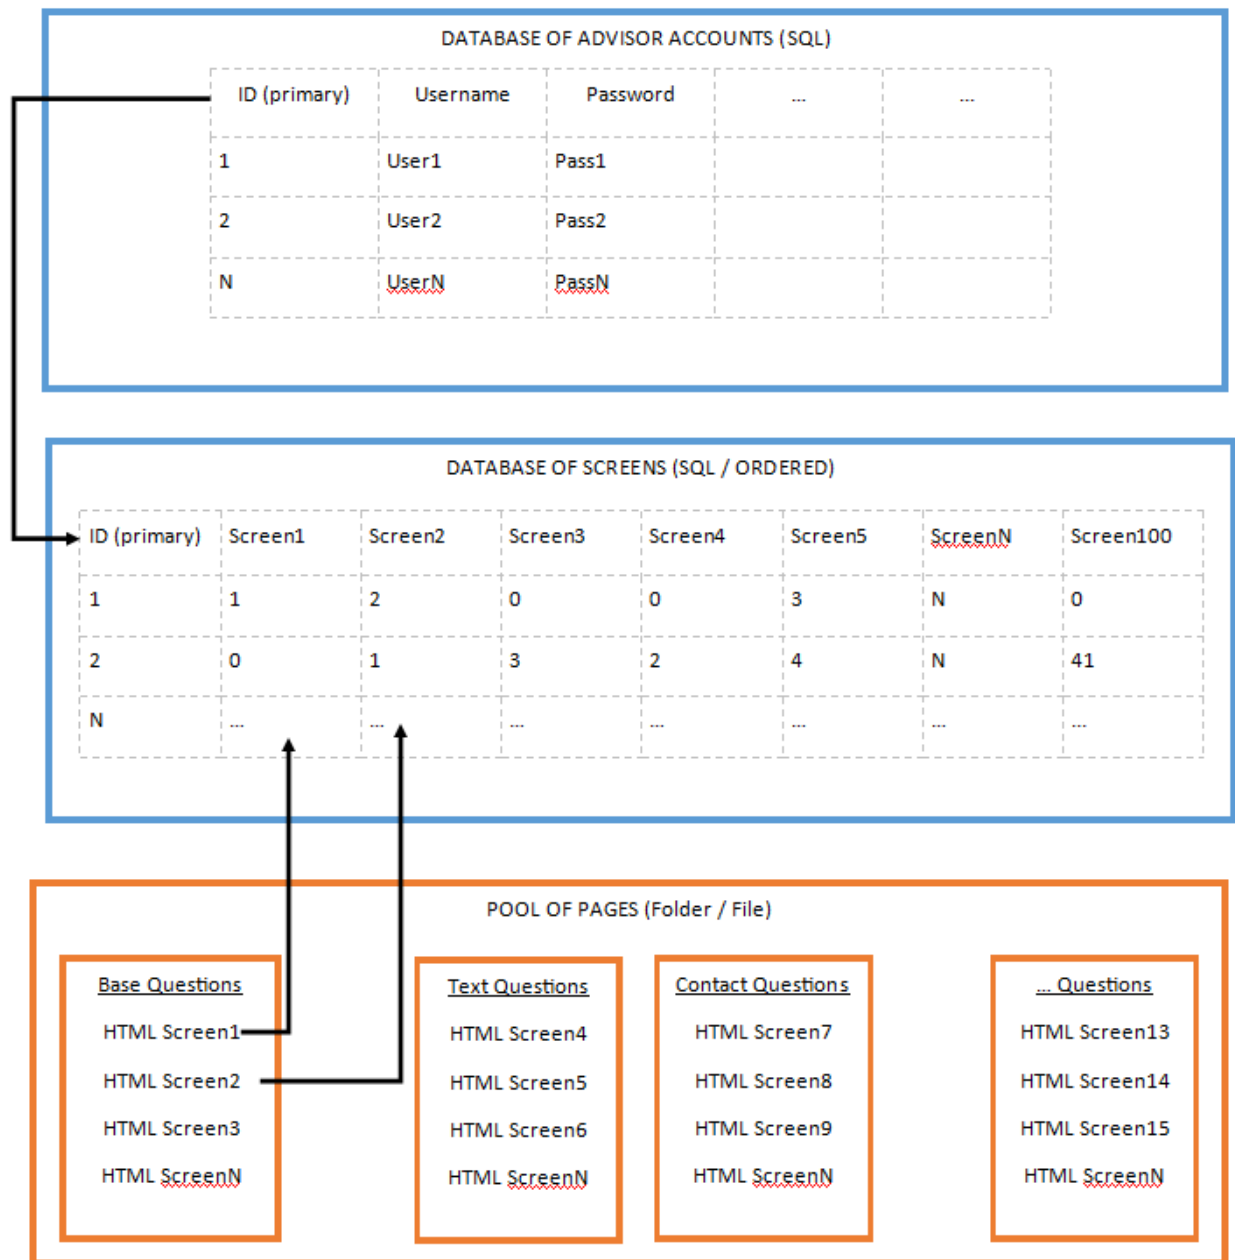 DATABASE OF ADVISOR ACCOUNTS (SQL)
ID (primary) Username Password ... ...
1 User1 Pass1
2 User2 Pass2
N UserN PassN
DATABASE OF SCREENS (SQL / ORDERED)
ID (primary) Screen1 Screen2 Screen3 Screen4 Screen5 ScreenN Screen100
1 1 2 0 0 3 N 0
2 0 1 3 2 4 N 41
N ... ... ... ... ... ... ...
POOL OF PAGES (Folder / File)
Base Questions
HTML Screen1
HTML Screen2
HTML Screen3
HTML ScreenN
Text Questions
HTML Screen4
HTML Screen5
HTML Screen6
HTML ScreenN
Contact Questions
HTML Screen7
HTML Screen8
HTML Screen9
HTML ScreenN
... Questions
HTML Screen13
HTML Screen14
HTML Screen15
HTML ScreenN